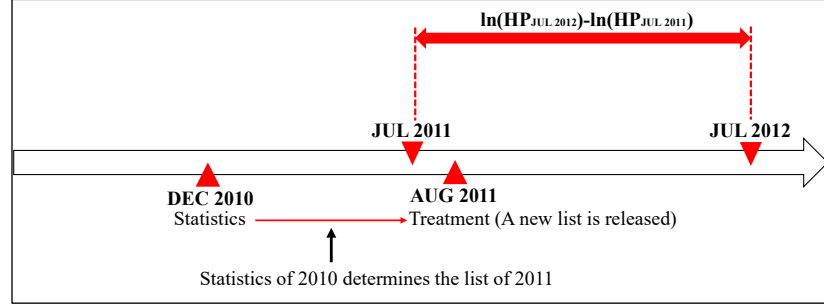 ln(HPJUL 2012)-ln(HPJUL 2011)
JUL 2011
JUL 2012
DEC 2010
AUG 2011
Statistics
Treatment (A new list is released)
Statistics of 2010 determines the list of 2011